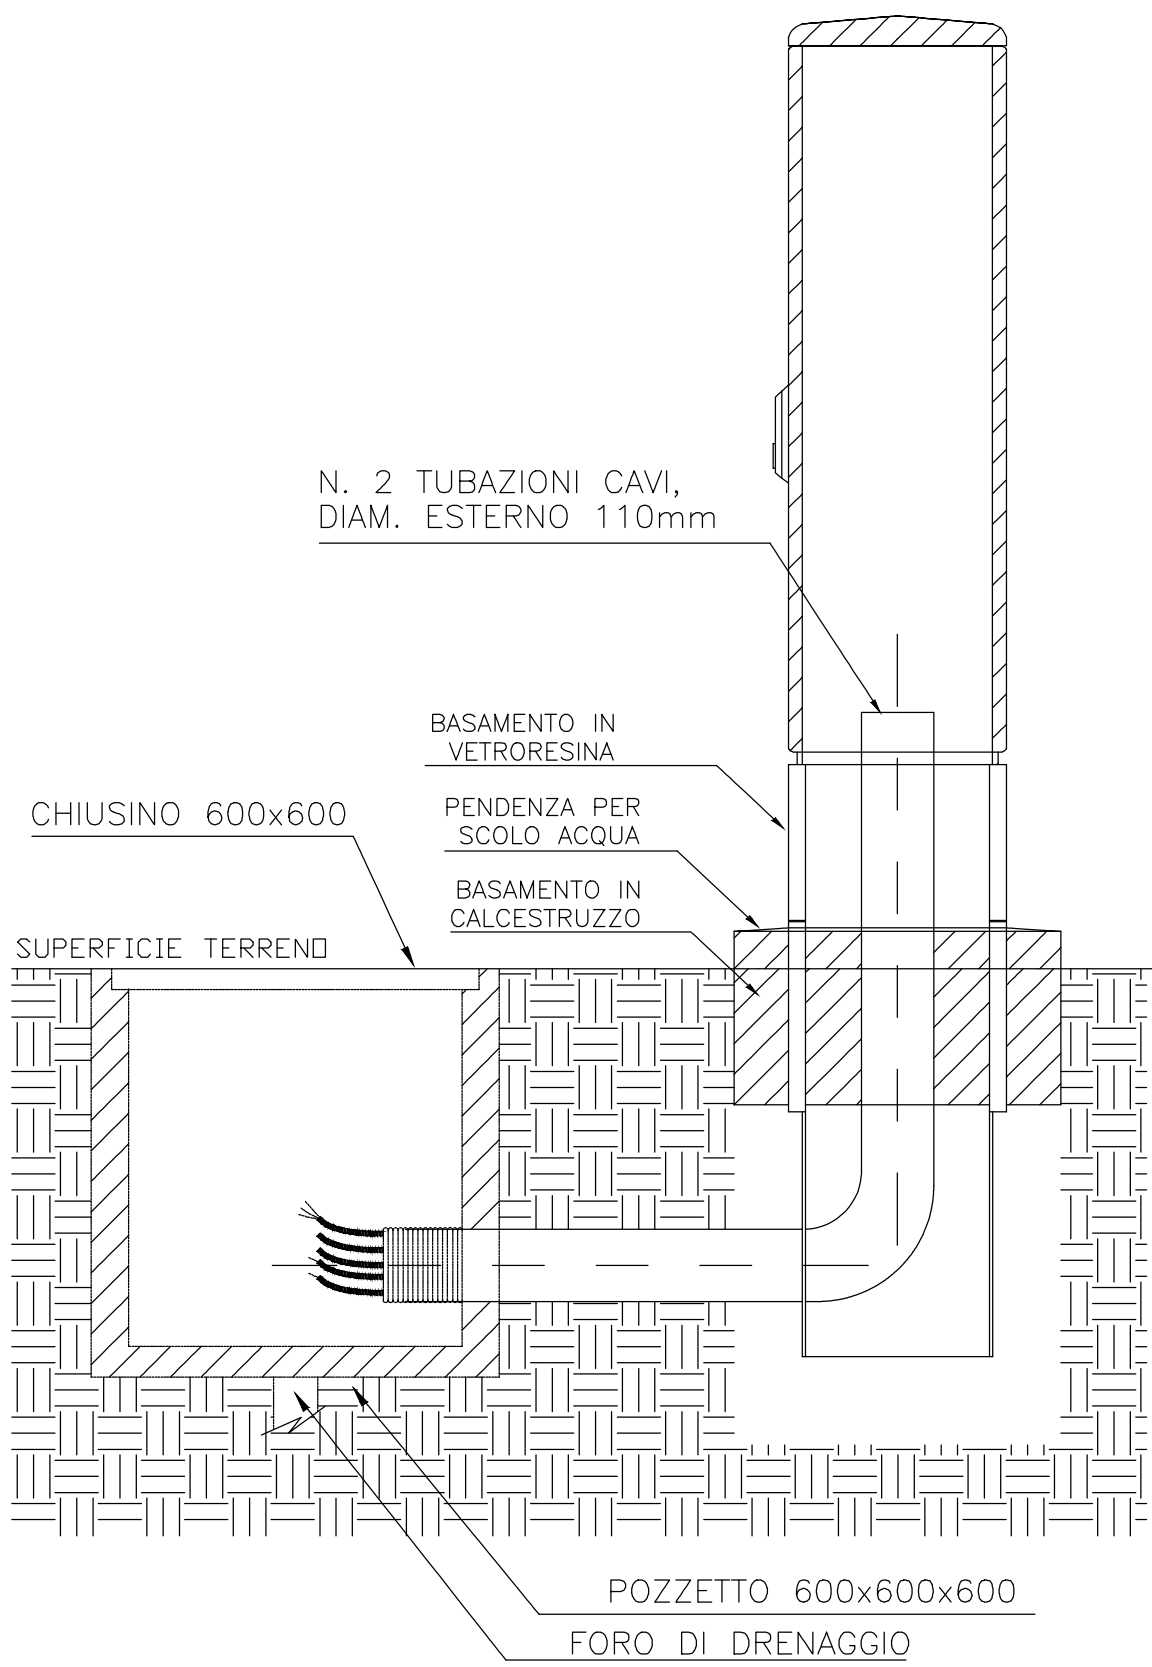 N. 2 TUBAZIONI CAVI,
DIAM. ESTERNO 110mm
BASAMENTO IN
VETRORESINA
PENDENZA PER
SCOLO ACQUA
CHIUSINO 600x600
BASAMENTO IN
CALCESTRUZZO
SUPERFICIE TERRENO
POZZETTO 600x600x600
FORO DI DRENAGGIO